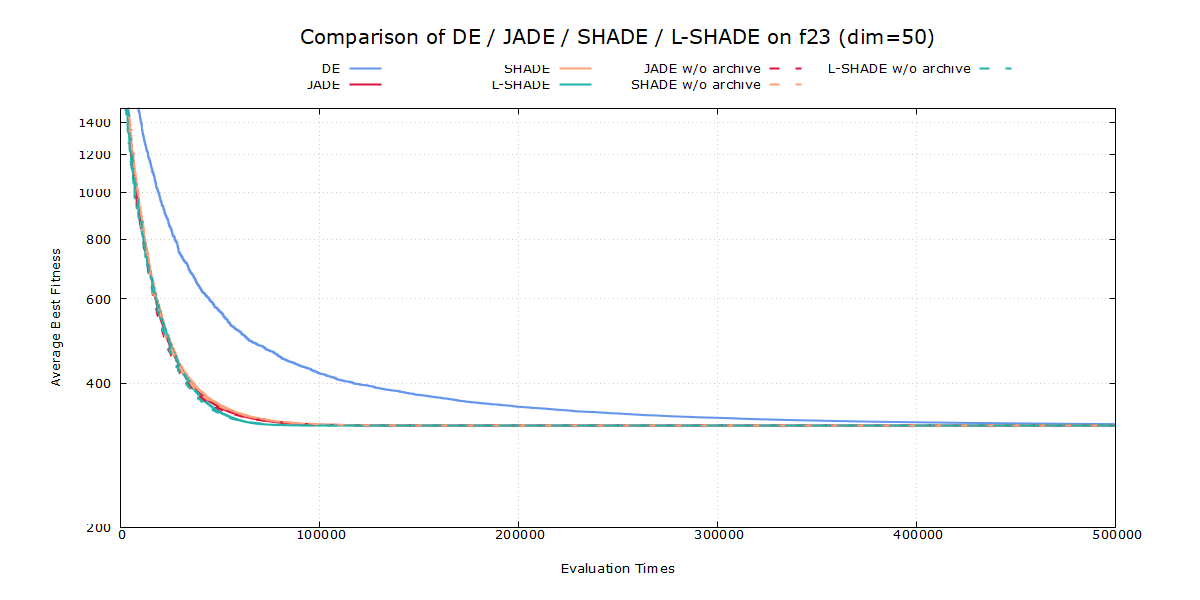 Comparison of DE / JADE / SHADE / L-SHADE on f23 (dim=50)
DE SHADE JADE w/o archive L-SHADE w/o archive
JADE L-SHADE SHADE w/o archive
1400
1200
1000
800
600
400
200
Average Best Fitness
0 100000 200000 300000 400000 500000
Evaluation Times